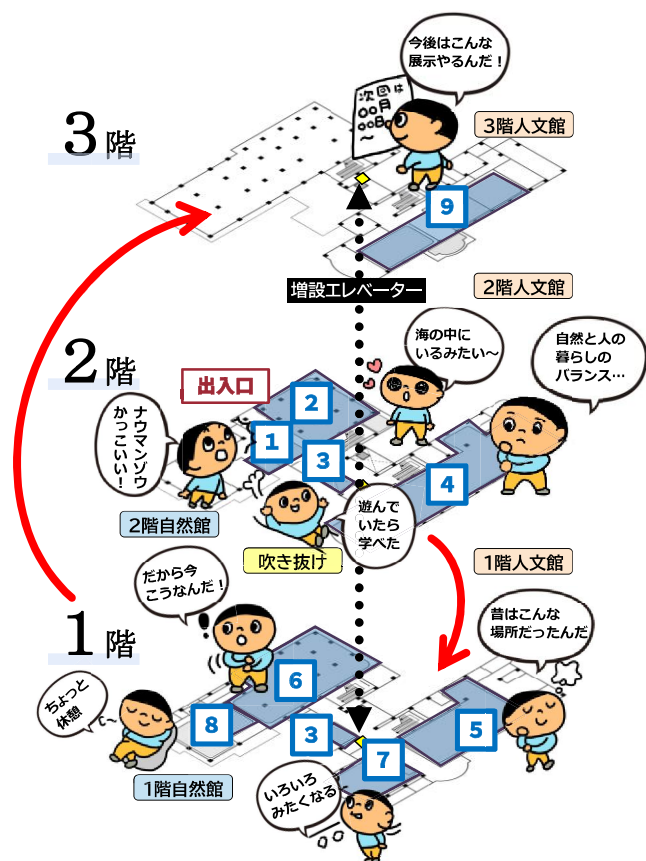 今後はこんな
展示やるんだ！
次回は
○○月
○○日
～
3階人文館
3階
9
増設エレベーター
2階人文館
海の中に
いるみたい～
自然と人の
暮らしの
バランス…
2階
出入口
2
1
3
4
ナウマンゾウ
かっこいい！
2階自然館
遊んで
いたら
学べた
吹き抜け
1階人文館
だから今
こうなんだ！
昔はこんな
場所だったんだ
1階
6
ちょっと
休憩
8
3
7
5
1階自然館
いろいろ
みたくなる